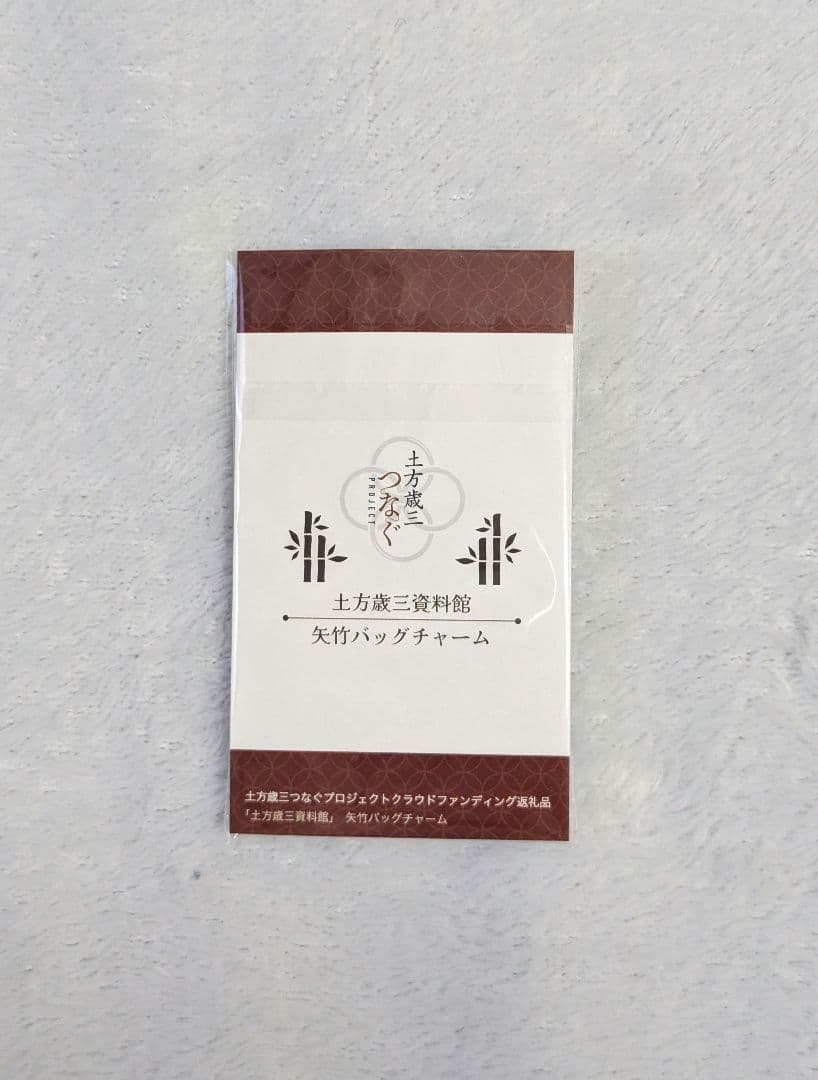 土方歳三
つなぐ
PROJECT
土方歳三資料館
矢竹バッグチャーム
土方歳三つなぐプロジェクトクラウドファンディング返礼品
「土方歳三資料館」 矢竹バッグチャーム